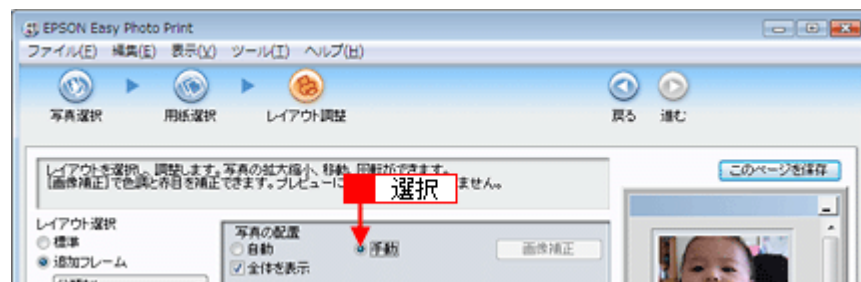 EPSON Easy Photo Print
ファイル(F) 編集(E) 表示(V) ツール(T) ヘルプ(H)
写真選択 用紙選択 レイアウト調整 戻る 進む
レイアウトを選択し、調整します。写真の拡大縮小、移動、回転ができます。
[画像補正]で色調と赤目を補正できます。プレビューに ません。
選択
このページを保存
レイアウト選択
標準
追加フレーム
写真の配置
自動 手動
全体を表示
画像補正